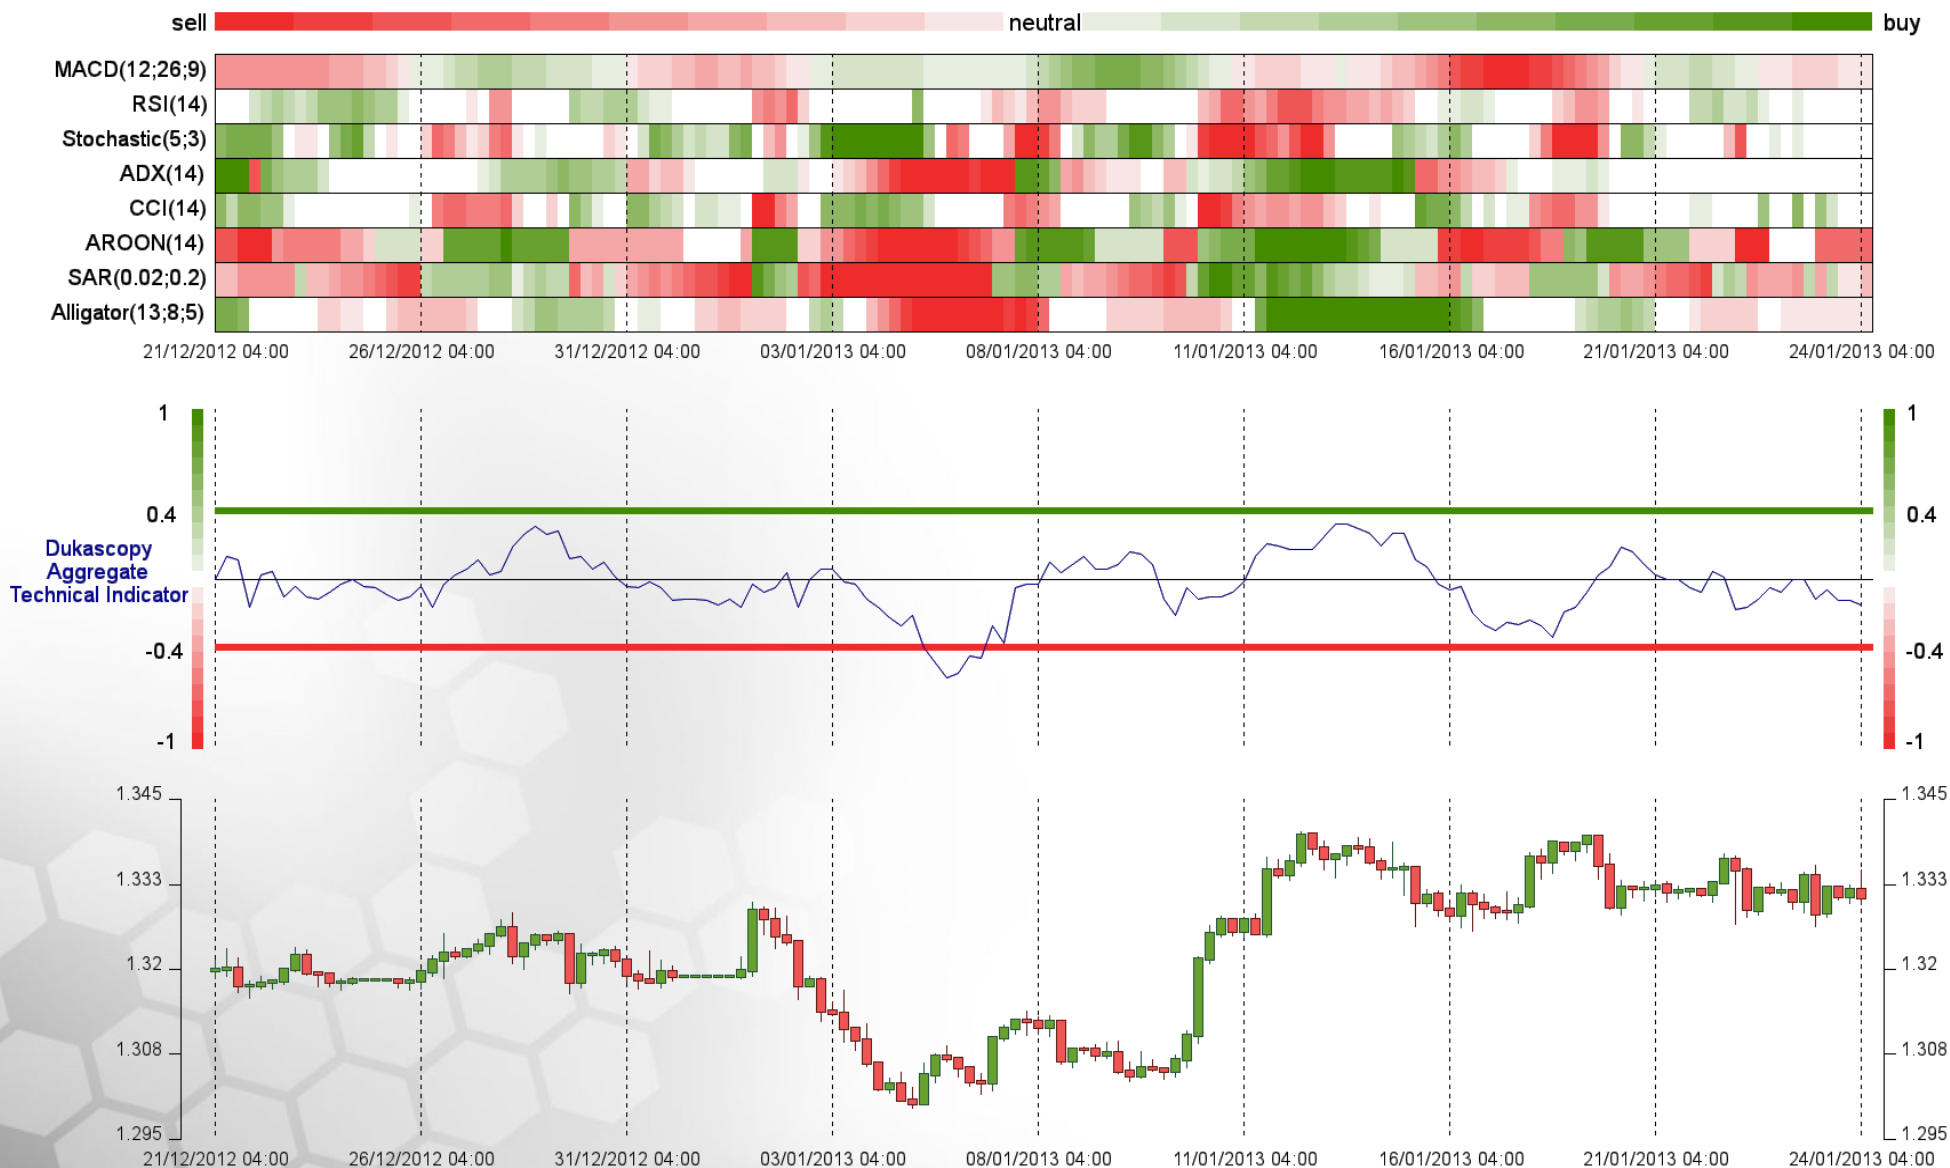 sell neutral buy
MACD(12;26;9)
RSI(14)
Stochastic(5;3)
ADX(14)
CCI(14)
AROON(14)
SAR(0.02;0.2)
Alligator(13;8;5)
21/12/2012 04:00 26/12/2012 04:00 31/12/2012 04:00 03/01/2013 04:00 08/01/2013 04:00 11/01/2013 04:00 16/01/2013 04:00 21/01/2013 04:00 24/01/2013 04:00
1 1
0.4 0.4
Dukascopy
Aggregate
Technical Indicator
-0.4 -0.4
-1 -1
1.345 1.345
1.333 1.333
1.32 1.32
1.308 1.308
1.295 1.295
21/12/2012 04:00 26/12/2012 04:00 31/12/2012 04:00 03/01/2013 04:00 08/01/2013 04:00 11/01/2013 04:00 16/01/2013 04:00 21/01/2013 04:00 24/01/2013 04:00